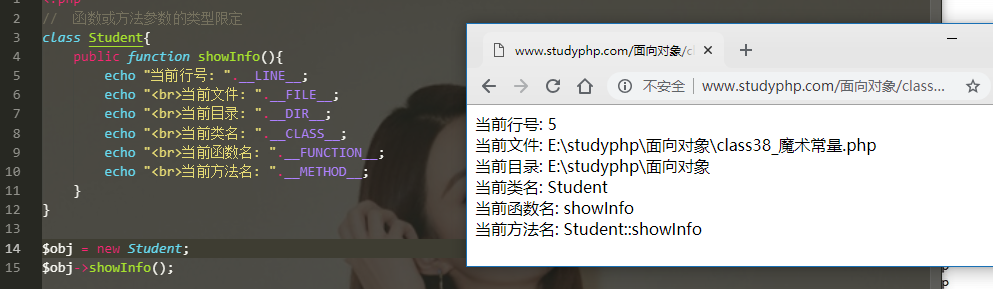 1 <?php
2 // 函数或方法参数的类型限定
3 class Student{
4 public function showInfo(){
5 echo "当前行号: ".__LINE__;
6 echo "<br>当前文件: ".__FILE__;
7 echo "<br>当前目录: ".__DIR__;
8 echo "<br>当前类名: ".__CLASS__;
9 echo "<br>当前函数名: ".__FUNCTION__;
10 echo "<br>当前方法名: ".__METHOD__;
11 }
12 }
13
14 $obj = new Student;
15 $obj->showInfo();
www.studyphp.com/面向对象/c
不安全 | www.studyphp.com/面向对象/class...
当前行号: 5
当前文件: E:\studyphp\面向对象\class38_魔术常量.php
当前目录: E:\studyphp\面向对象
当前类名: Student
当前函数名: showInfo
当前方法名: Student::showInfo